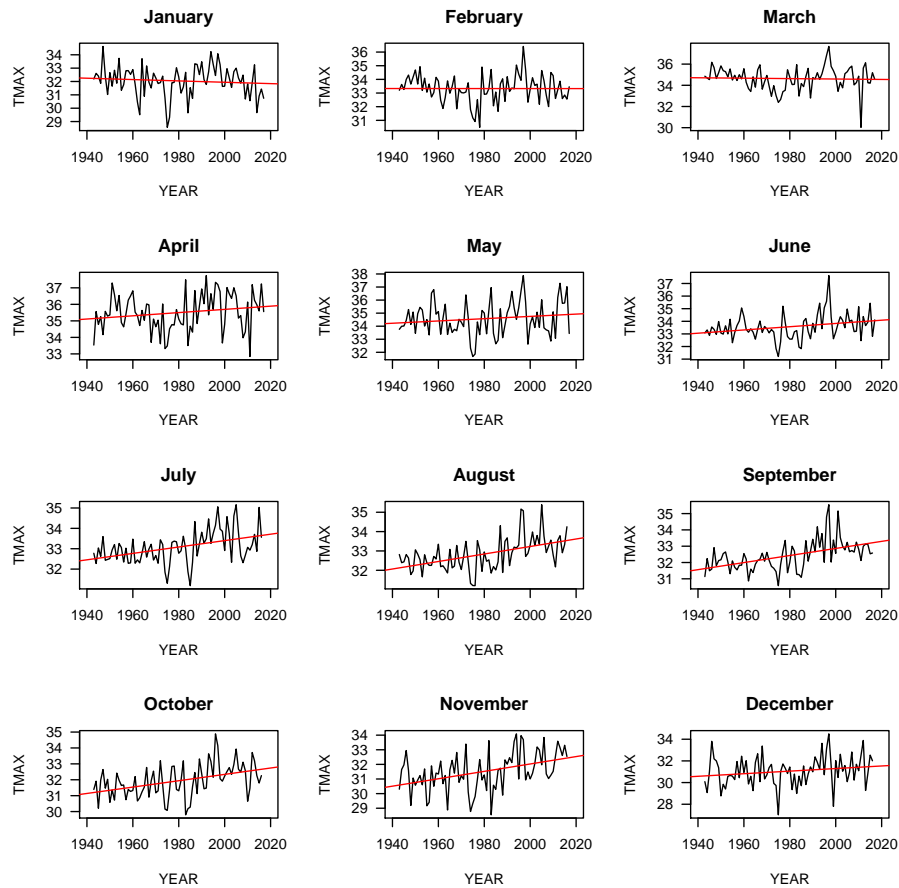 January February March
TMAX 34 33 32 31 30 29 TMAX 36 35 34 33 32 31 TMAX 36 34 32 30
1940 1960 1980 2000 2020 1940 1960 1980 2000 2020 1940 1960 1980 2000 2020
YEAR YEAR YEAR
April May June
TMAX 37 36 35 34 33 TMAX 38 37 36 35 34 33 32 TMAX 37 36 35 34 33 32 31
1940 1960 1980 2000 2020 1940 1960 1980 2000 2020 1940 1960 1980 2000 2020
YEAR YEAR YEAR
July August September
TMAX 35 34 33 32 TMAX 35 34 33 32 TMAX 35 34 33 32 31
1940 1960 1980 2000 2020 1940 1960 1980 2000 2020 1940 1960 1980 2000 2020
YEAR YEAR YEAR
October November December
TMAX 35 34 33 32 31 30 TMAX 34 33 32 31 30 29 TMAX 34 32 30 28
1940 1960 1980 2000 2020 1940 1960 1980 2000 2020 1940 1960 1980 2000 2020
YEAR YEAR YEAR